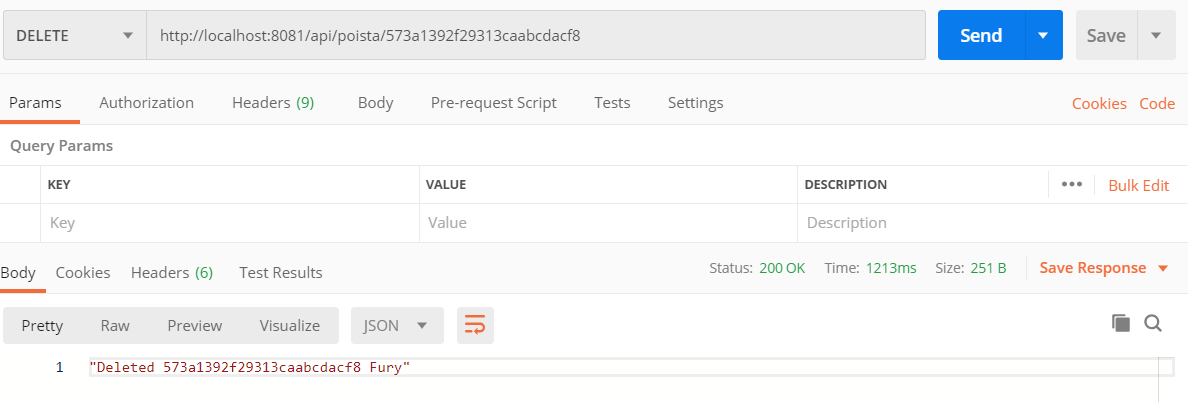 DELETE http://localhost:8081/api/poista/573a1392f29313caabcdacf8 Send Save
Params Authorization Headers (9) Body Pre-request Script Tests Settings Cookies Code
Query Params
KEY VALUE DESCRIPTION ••• Bulk Edit
Key Value Description
Body Cookies Headers (6) Test Results Status: 200 OK Time: 1213ms Size: 251 B Save Response
Pretty Raw Preview Visualize JSON
1 "Deleted 573a1392f29313caabcdacf8 Fury"